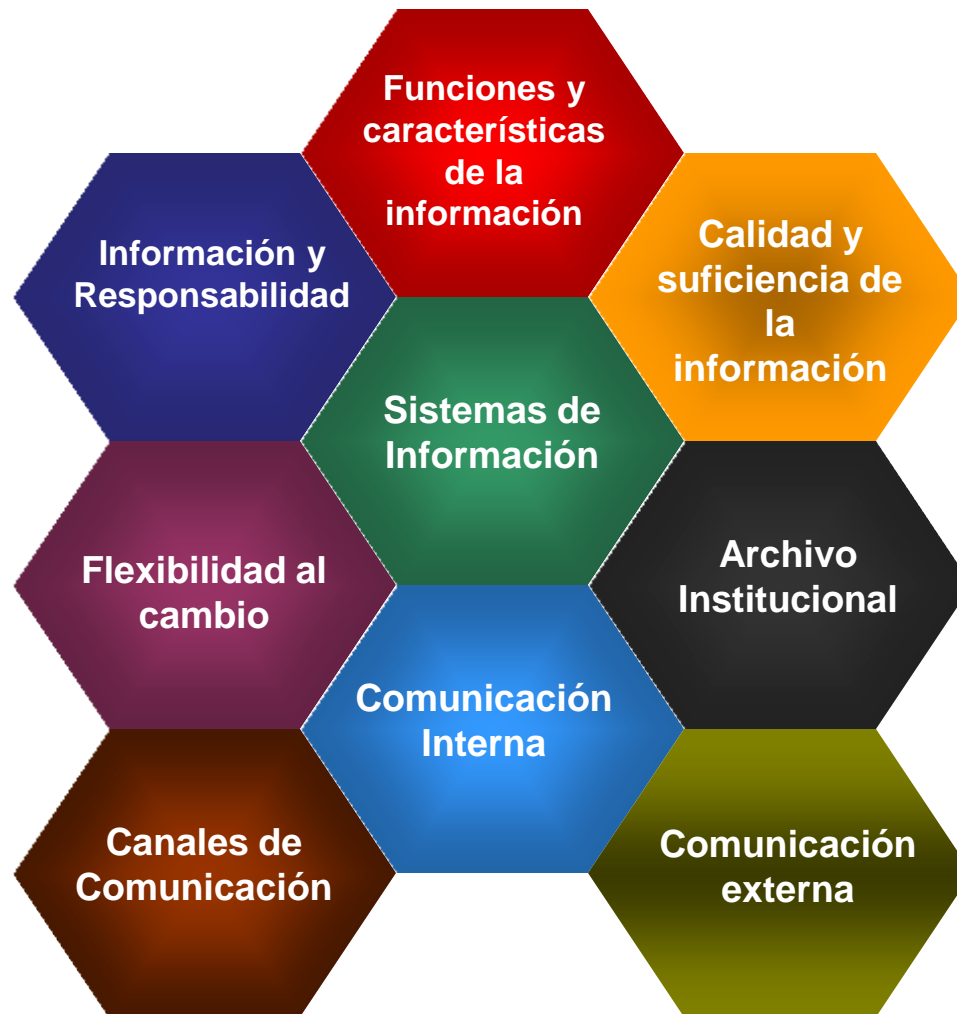 Funciones y
características
de la
información
Información y
Responsabilidad
Calidad y
suficiencia de
la
información
Sistemas de
Información
Flexibilidad al
cambio
Archivo
Institucional
Comunicación
Interna
Canales de
Comunicación
Comunicación
externa